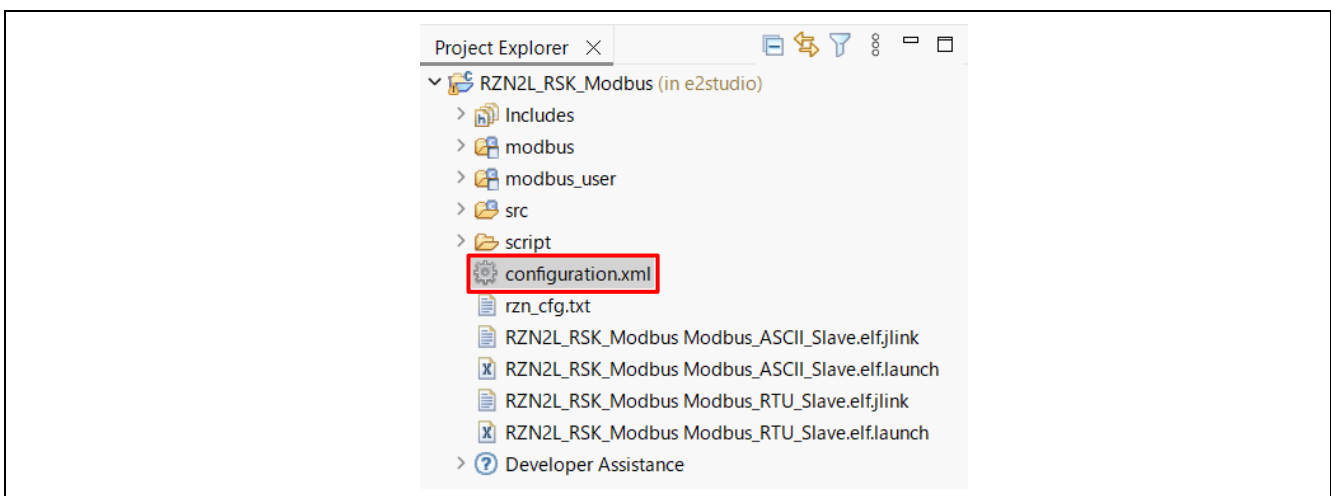 Project Explorer
RZN2L_RSK_Modbus (in e2studio)
Includes
modbus
modbus_user
src
script
configuration.xml
rzn_cfg.txt
RZN2L_RSK_Modbus Modbus_ASCII_Slave.elf.jlink
RZN2L_RSK_Modbus Modbus_ASCII_Slave.elf.launch
RZN2L_RSK_Modbus Modbus_RTU_Slave.elf.jlink
RZN2L_RSK_Modbus Modbus_RTU_Slave.elf.launch
Developer Assistance